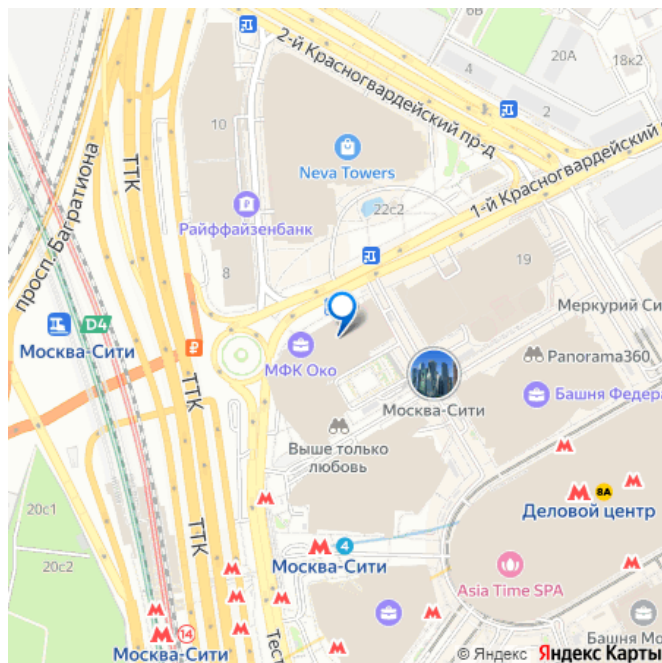 6В
20А
18к2
4
2
2-й Красногвардейский пр-д
10
Neva Towers
просп. Багратиона
ТТК
1-й Красногвардейский
22с2
Райффайзенбанк
8
19
Меркурий Си
D4
Москва-Сити
МФК Око
Panorama360
ТТК
Москва-Сити
Башня Федера
Выше только
любовь
8А
Деловой центр
20с1
ТТК
4
Москва-Сити
20с2
Asia Time SPA
14
Москва-Сити
Тест
Башня Мо
© Яндекс Яндекс Карты